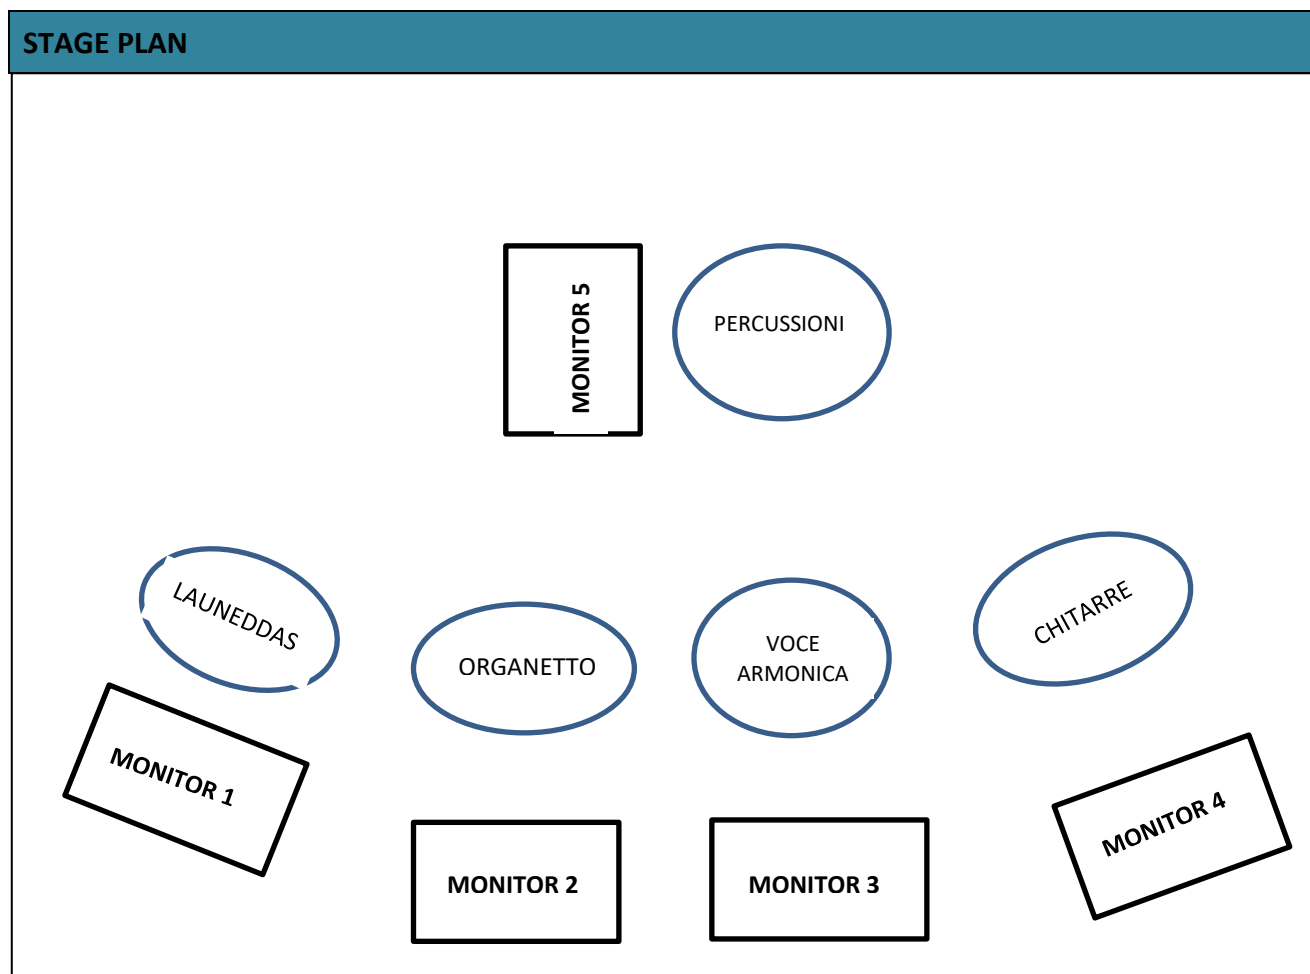 STAGE PLAN
MONITOR 5
PERCUSSIONI
LAUNEDDAS
ORGANETTO
VOCE
ARMONICA
CHITARRE
MONITOR 1
MONITOR 2
MONITOR 3
MONITOR 4